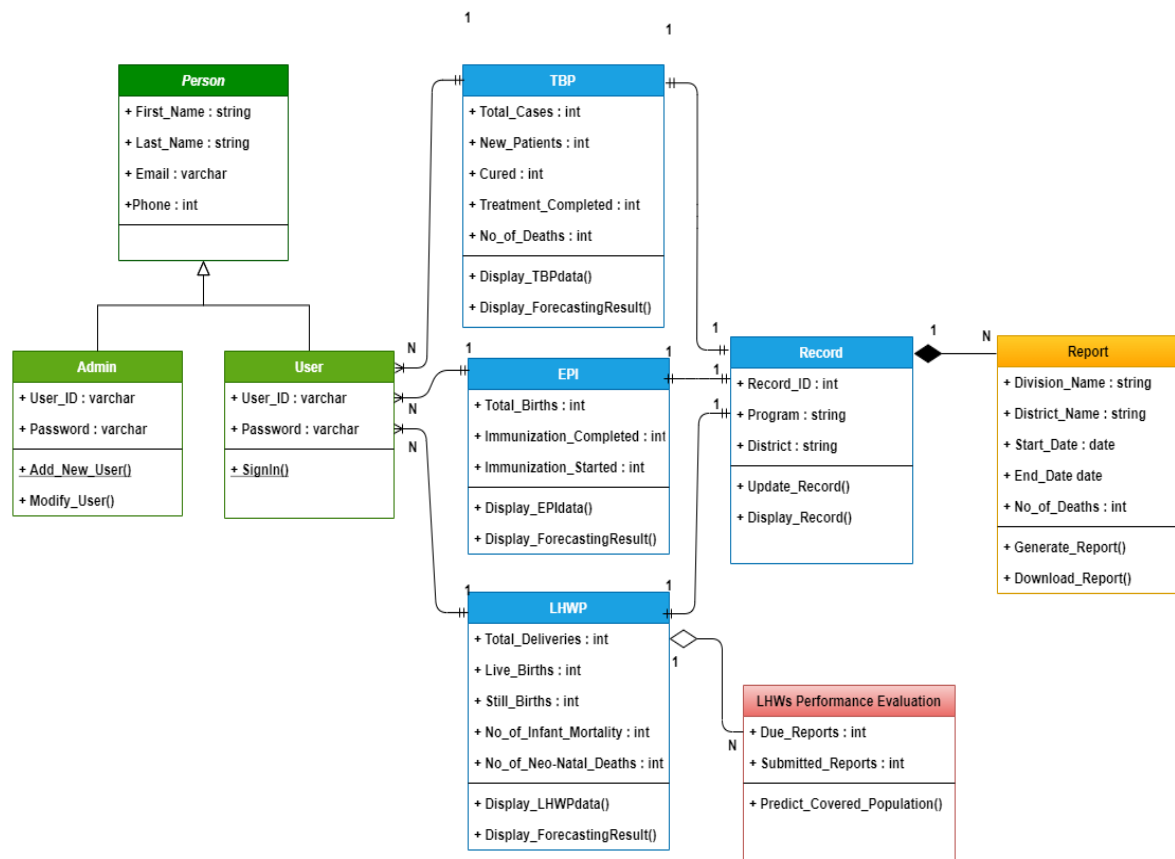 1
1
Person
+ First_Name : string
+ Last_Name : string
+ Email : varchar
+Phone : int
TBP
+ Total_Cases : int
+ New_Patients : int
+ Cured : int
+ Treatment_Completed : int
+ No_of_Deaths : int
+ Display_TBPdata()
+ Display_ForecastingResult()
Admin
+ User_ID : varchar
+ Password : varchar
+ Add_New_User()
+ Modify_User()
User
+ User_ID : varchar
+ Password : varchar
+ SignIn()
N
N
N
1
1
EPI
+ Total_Births : int
+ Immunization_Completed : int
+ Immunization_Started : int
+ Display_EPIdata()
+ Display_ForecastingResult()
1
1
1
Record
+ Record_ID : int
+ Program : string
+ District : string
+ Update_Record()
+ Display_Record()
1
N
Report
+ Division_Name : string
+ District_Name : string
+ Start_Date : date
+ End_Date date
+ No_of_Deaths : int
+ Generate_Report()
+ Download_Report()
1
1
LHWP
+ Total_Deliveries : int
+ Live_Births : int
+ Still_Births : int
+ No_of_Infant_Mortality : int
+ No_of_Neo-Natal_Deaths : int
+ Display_LHWPdata()
+ Display_ForecastingResult()
1
N
LHWs Performance Evaluation
+ Due_Reports : int
+ Submitted_Reports : int
+ Predict_Covered_Population()